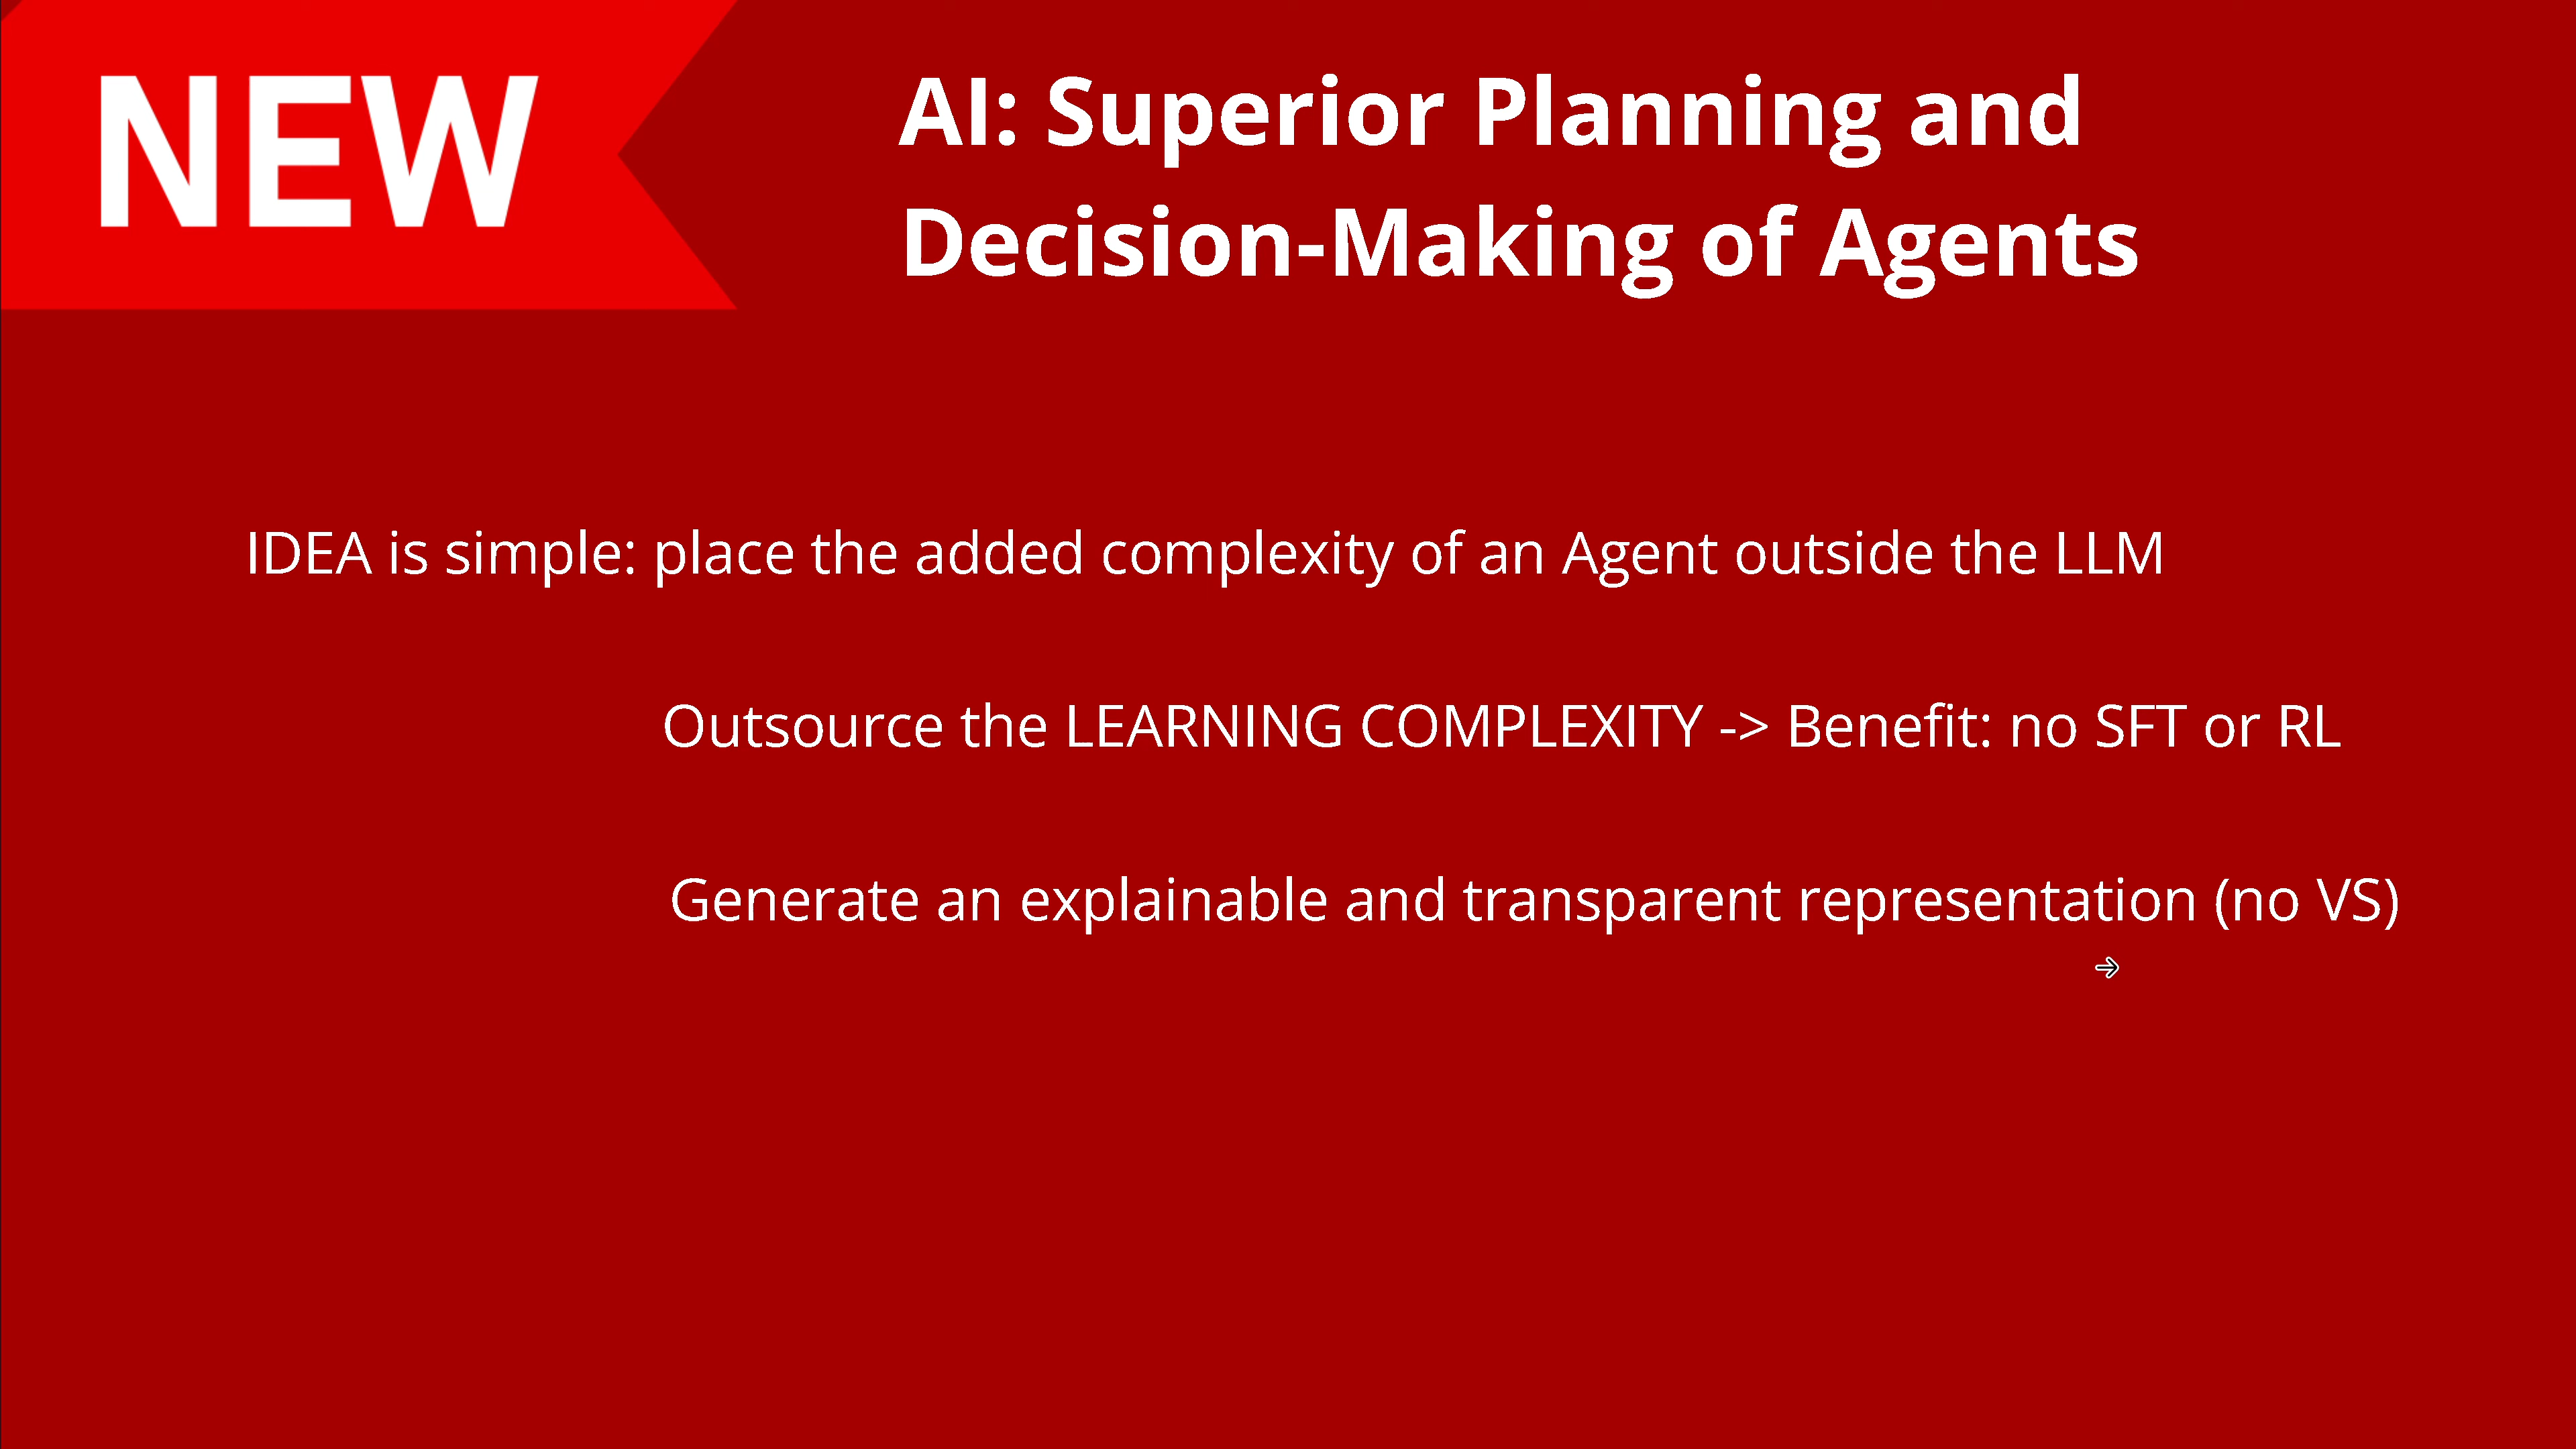 NEW
AI: Superior Planning and
Decision-Making of Agents
IDEA is simple: place the added complexity of an Agent outside the LLM
Outsource the LEARNING COMPLEXITY -> Benefit: no SFT or RL
Generate an explainable and transparent representation (no VS)